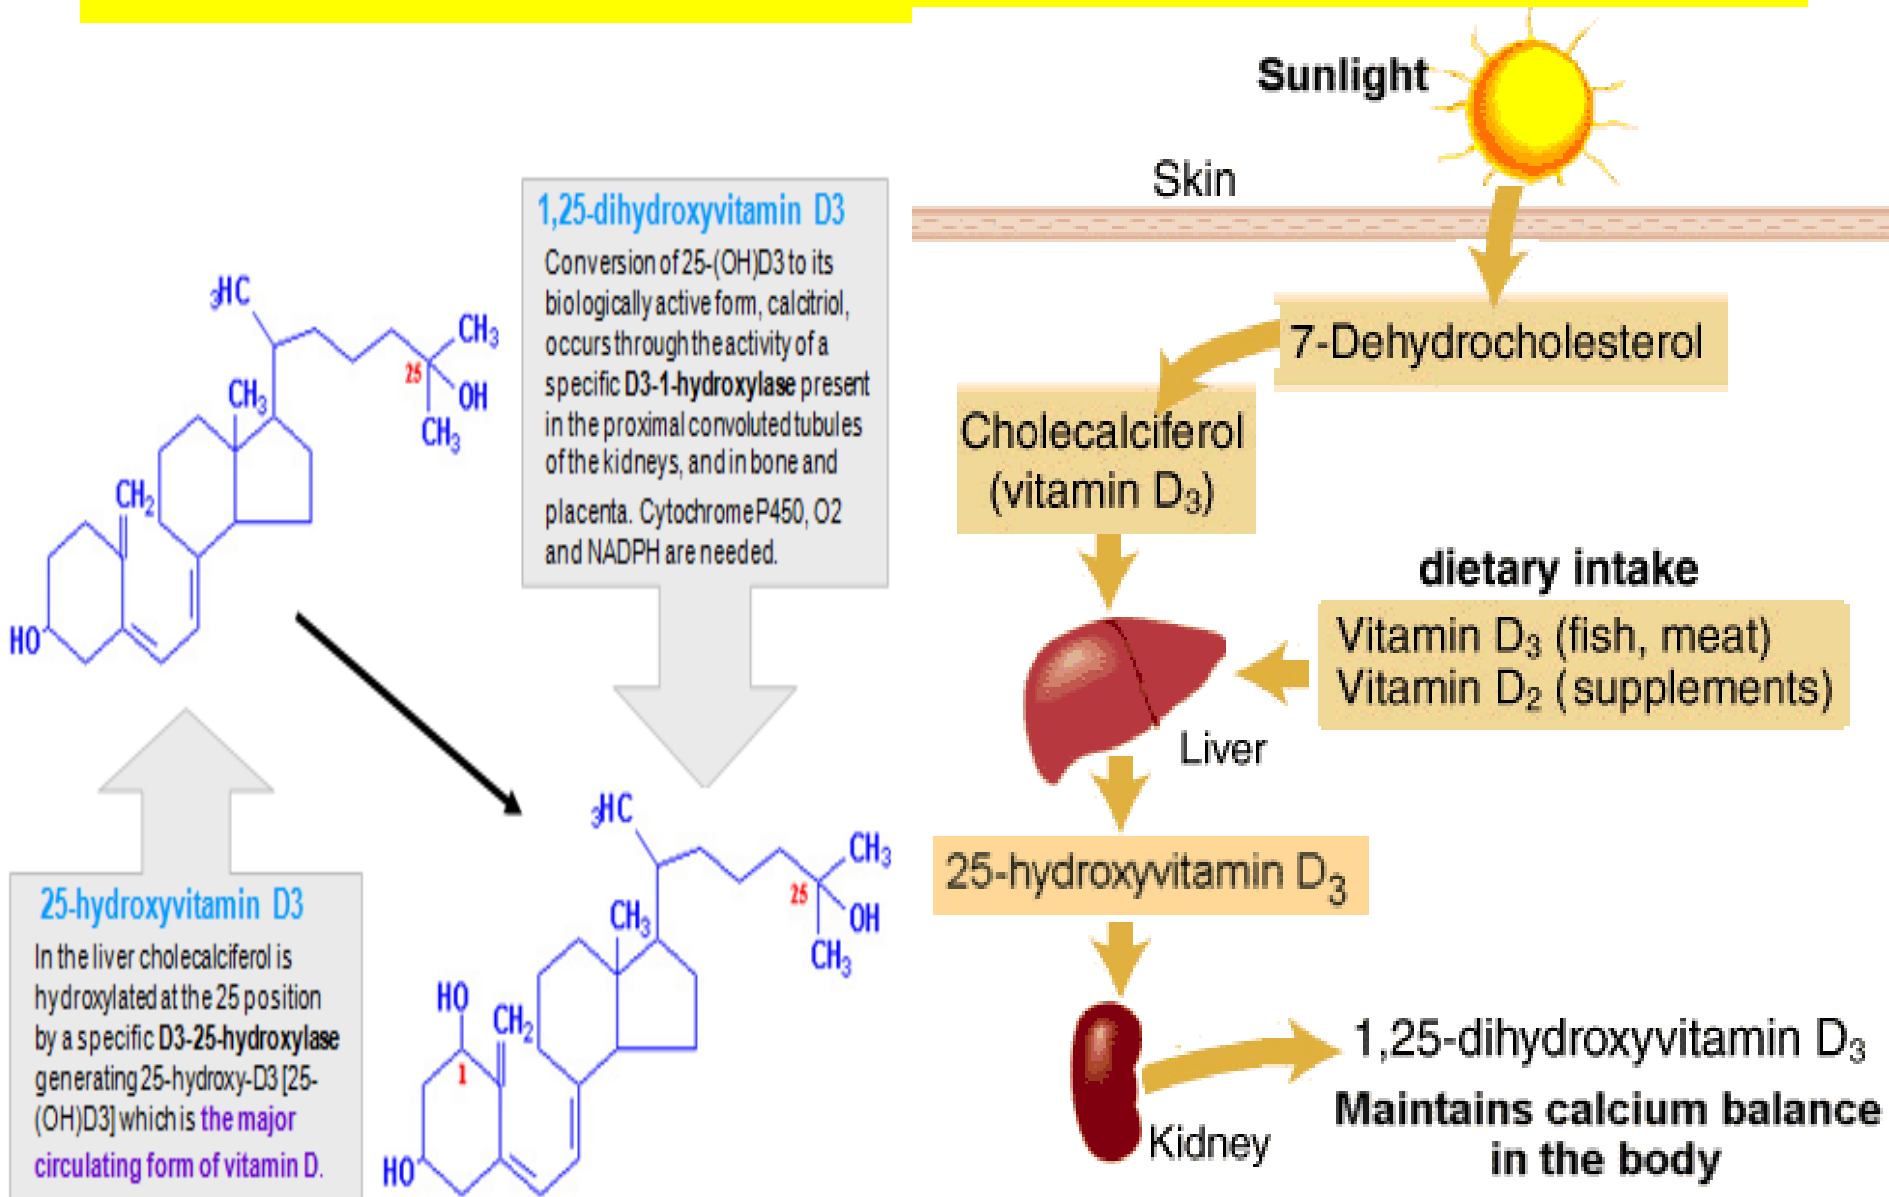 1,25-dihydroxyvitamin D3
Conversion of 25-(OH)D3 to its
biologically active form, calcitriol,
occurs through the activity of a
specific D3-1-hydroxylase present
in the proximal convoluted tubules
of the kidneys, and in bone and
placenta. Cytochrome P450, O2
and NADPH are needed.
3HC
CH3
25
OH
CH3
CH3
CH2
HO
25-hydroxyvitamin D3
In the liver cholecalciferol is
hydroxylated at the 25 position
by a specific D3-25-hydroxylase
generating 25-hydroxy-D3 [25-
(OH)D3] which is the major
circulating form of vitamin D.
3HC
CH3
25
OH
CH3
CH3
HO
CH2
1
HO
Sunlight
Skin
7-Dehydrocholesterol
Cholecalciferol
(vitamin D3)
dietary intake
Vitamin D3 (fish, meat)
Vitamin D2 (supplements)
Liver
25-hydroxyvitamin D3
1,25-dihydroxyvitamin D3
Maintains calcium balance
in the body
Kidney